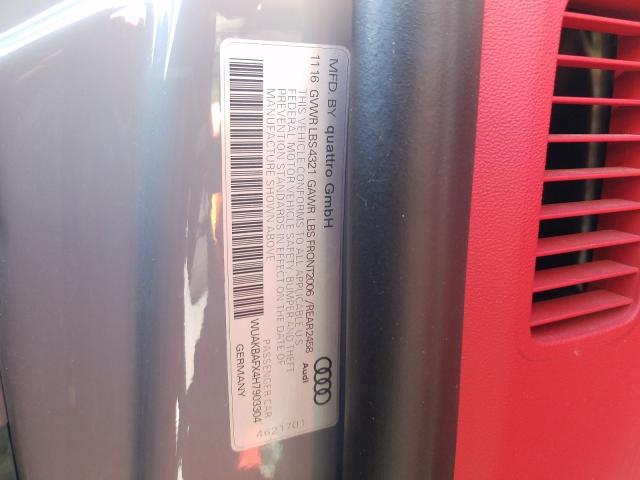 MFD. BY quattro GmbH
11 16 GVWR LBS4321 GAWR LBS FRONT2006 /REAR2458
THIS VEHICLE CONFORMS TO ALL APPLICABLE U.S.
FEDERAL MOTOR VEHICLE SAFETY, BUMPER AND THEFT
PREVENTION STANDARDS IN EFFECT ON THE DATE OF
MANUFACTURE SHOWN ABOVE
Audi
PASSENGER CAR
WUAKBAFX4H7903304
GERMANY
4621701